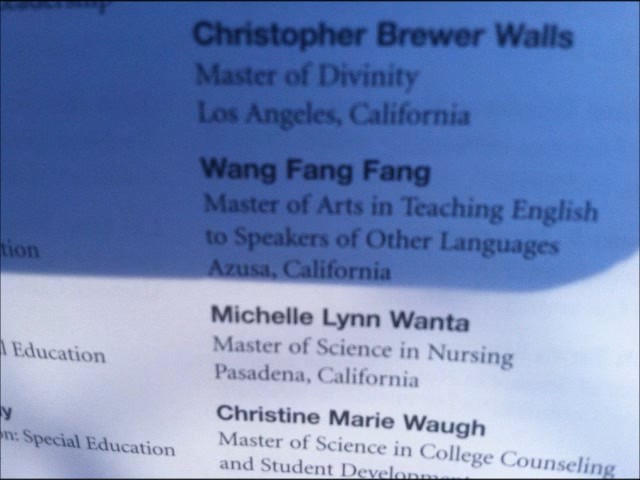 Leadership
Christopher Brewer Walls
Master of Divinity
Los Angeles, California
Wang Fang Fang
Master of Arts in Teaching English
to Speakers of Other Languages
Azusa, California
tion
Michelle Lynn Wanta
Master of Science in Nursing
Pasadena, California
l Education
Christine Marie Waugh
Master of Science in College Counseling
and Student
y
n: Special Education